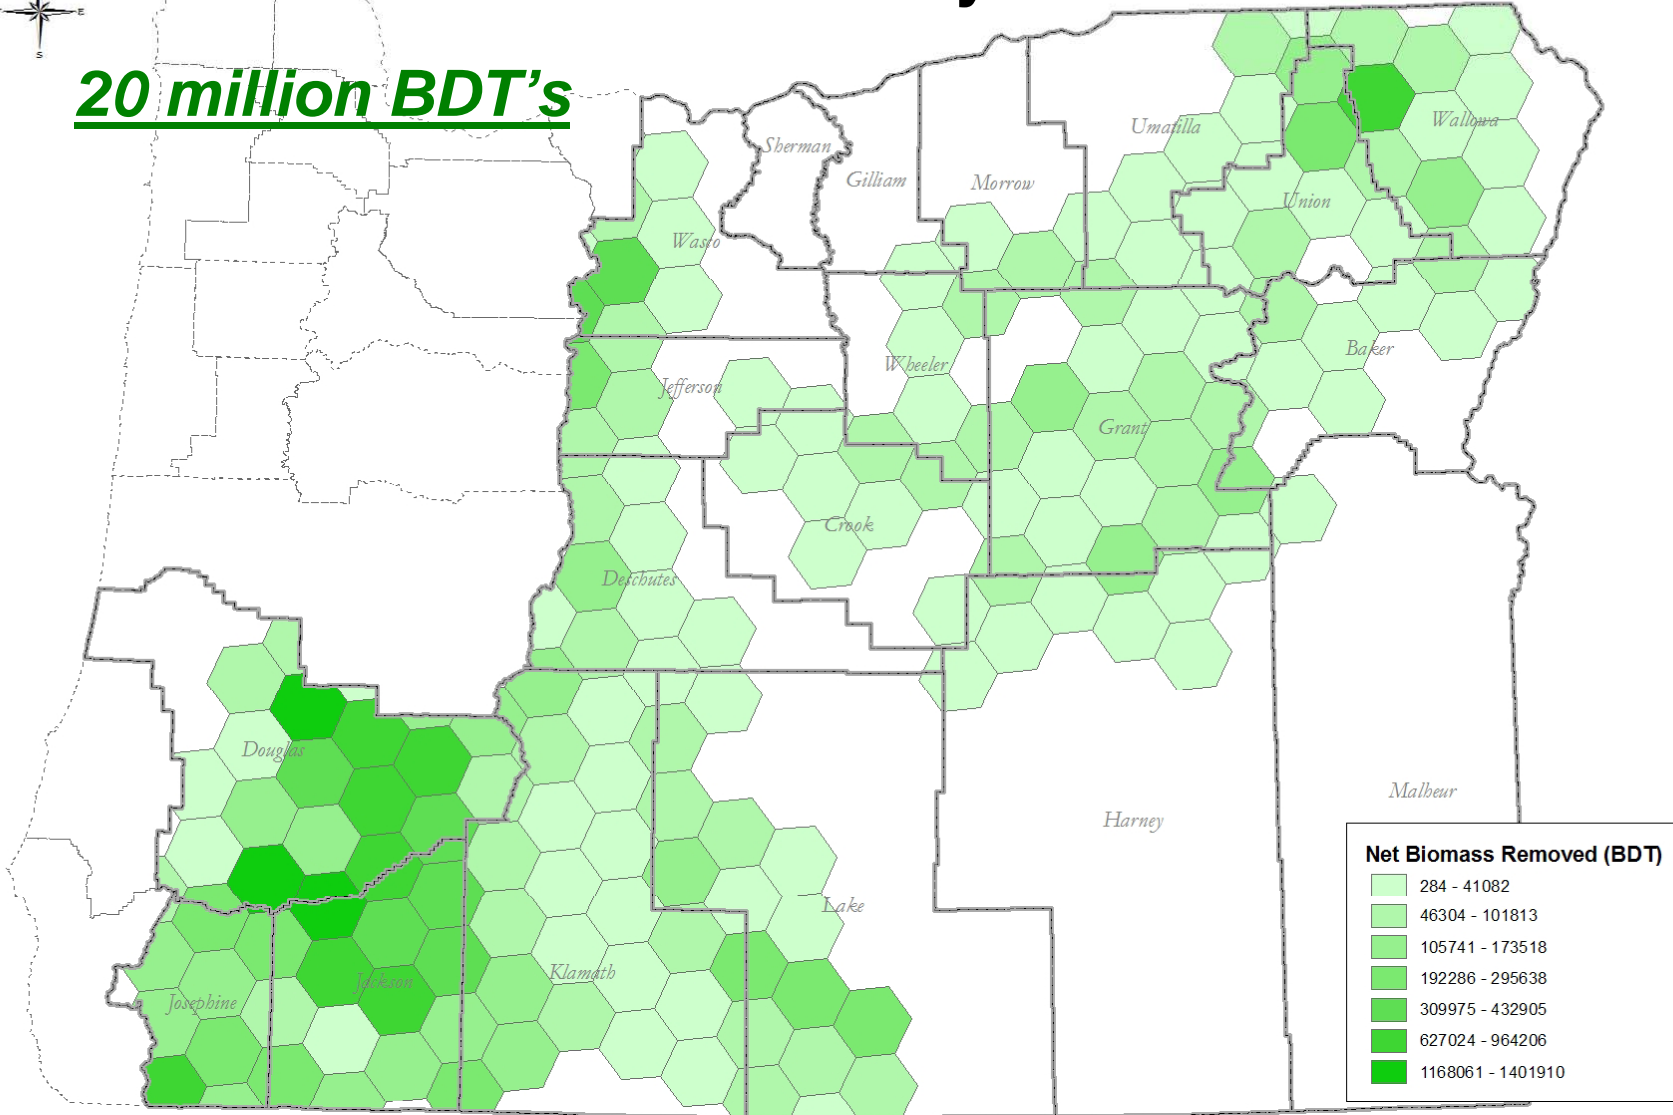 E
S
20 million BDT's
Sherman
Gilliam
Morrow
Umatilla
Wallowa
Union
Wasco
Jefferson
Wheeler
Baker
Grant
Crook
Deschutes
Douglas
Harney
Malheur
Lake
Klamath
Jackson
Josephine
Net Biomass Removed (BDT)
284 - 41082
46304 - 101813
105741 - 173518
192286 - 295638
309975 - 432905
627024 - 964206
1168061 - 1401910